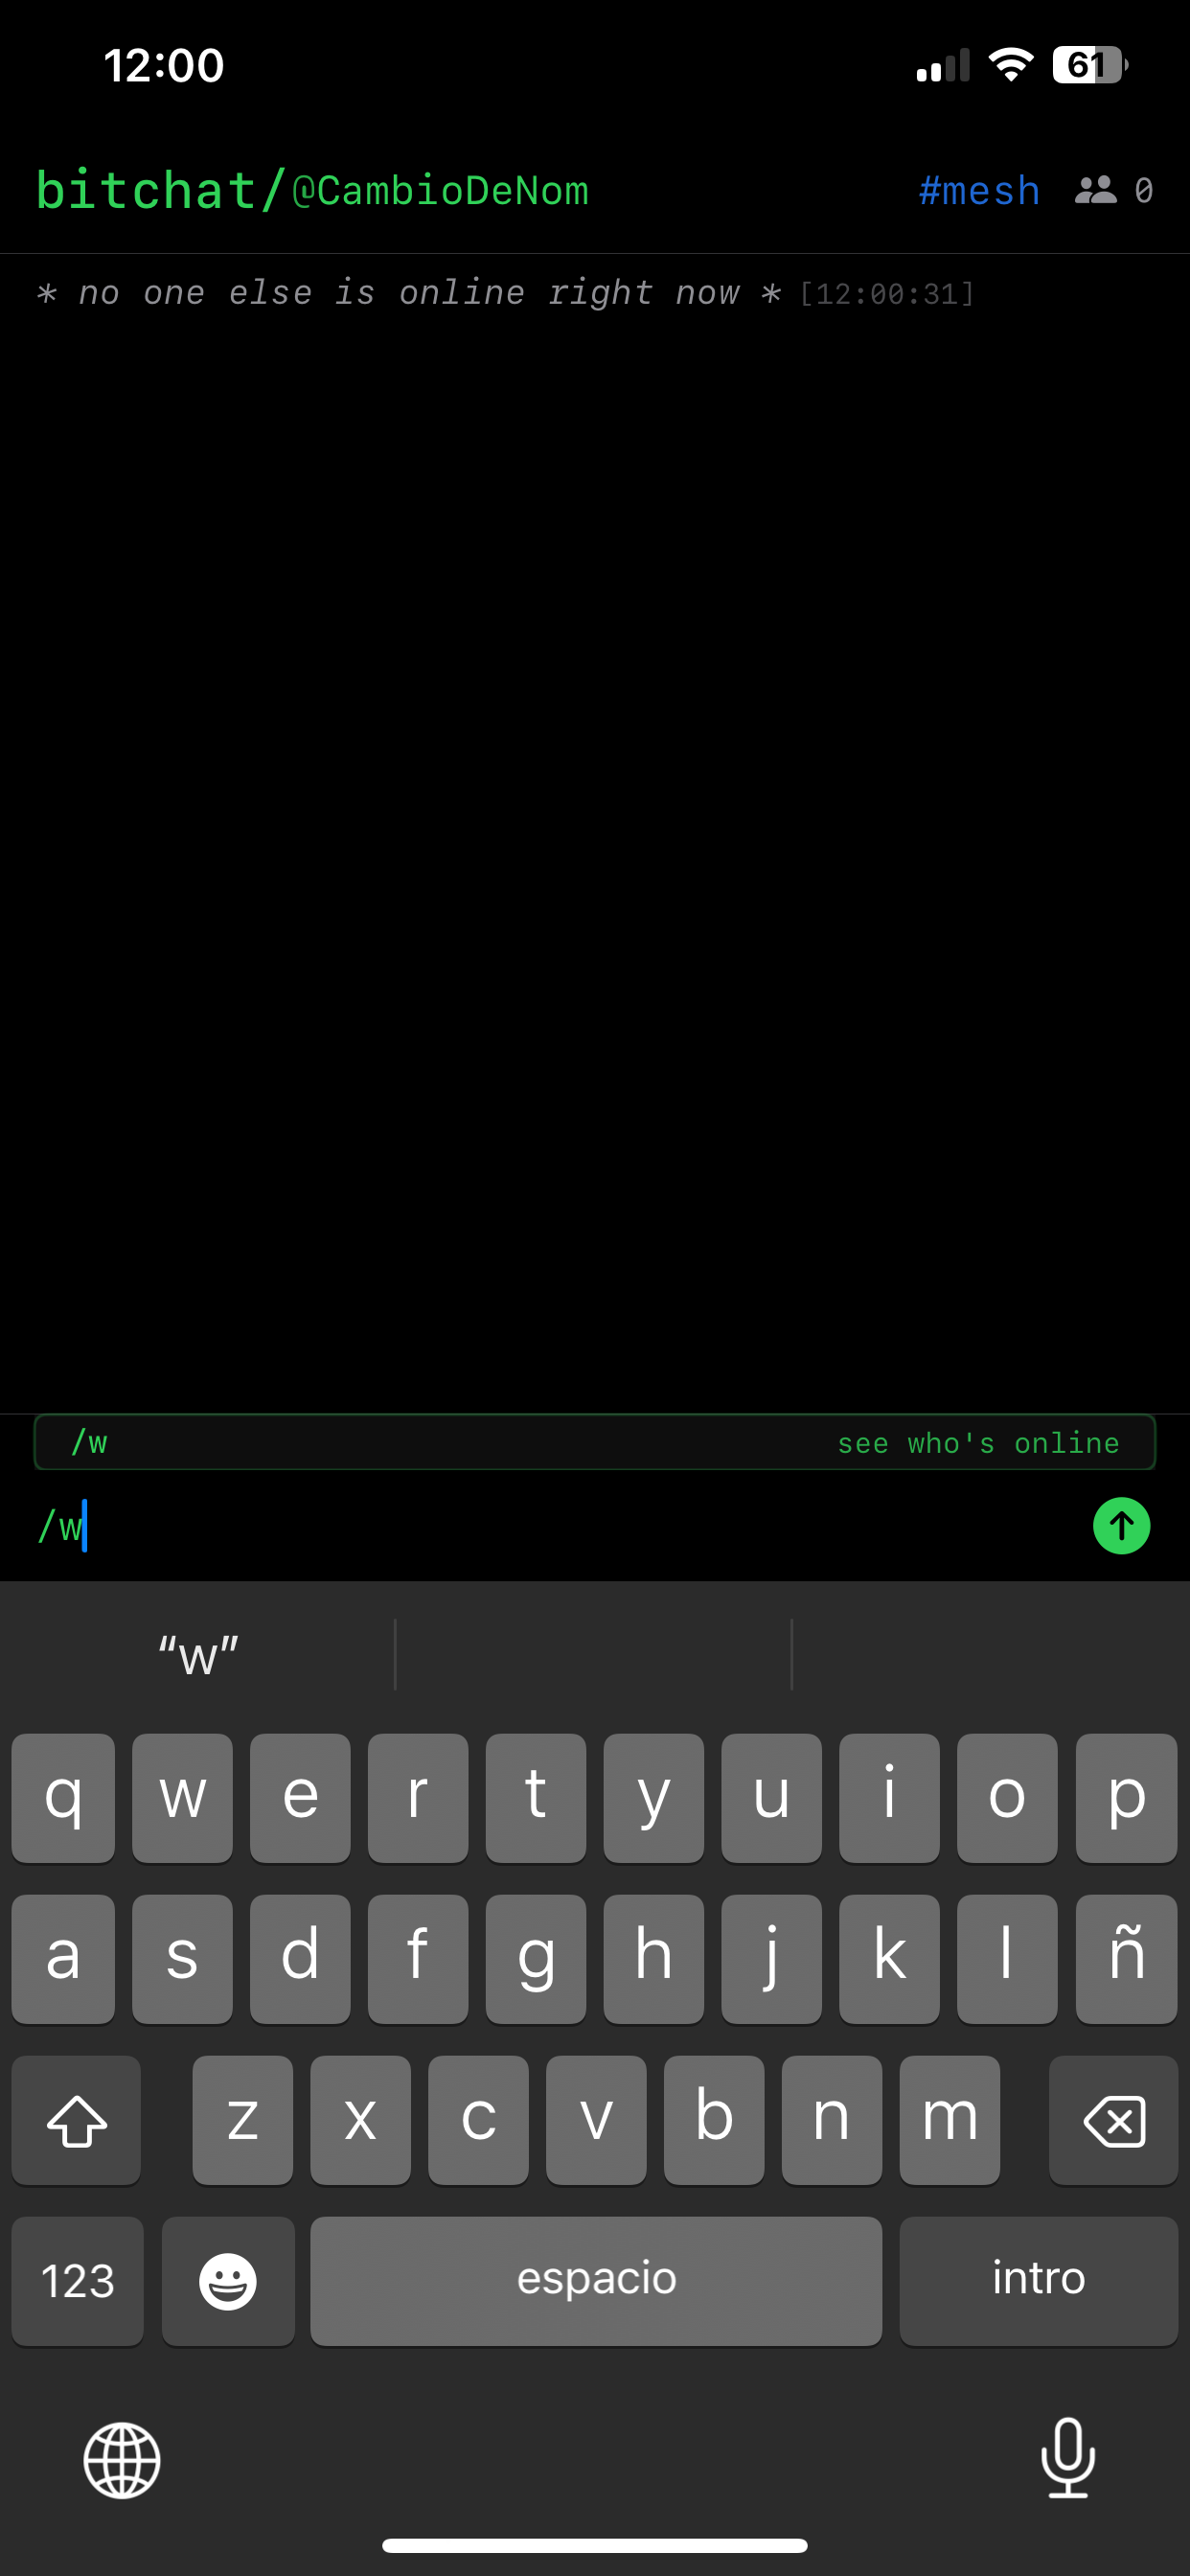 12:00 61
bitchat/@CambioDeNom #mesh 0
* no one else is online right now * [12:00:31]
/w see who's online
/w
“w”
q w e r t y u i o p
a s d f g h j k l ñ
z x c v b n m
123 espacio intro